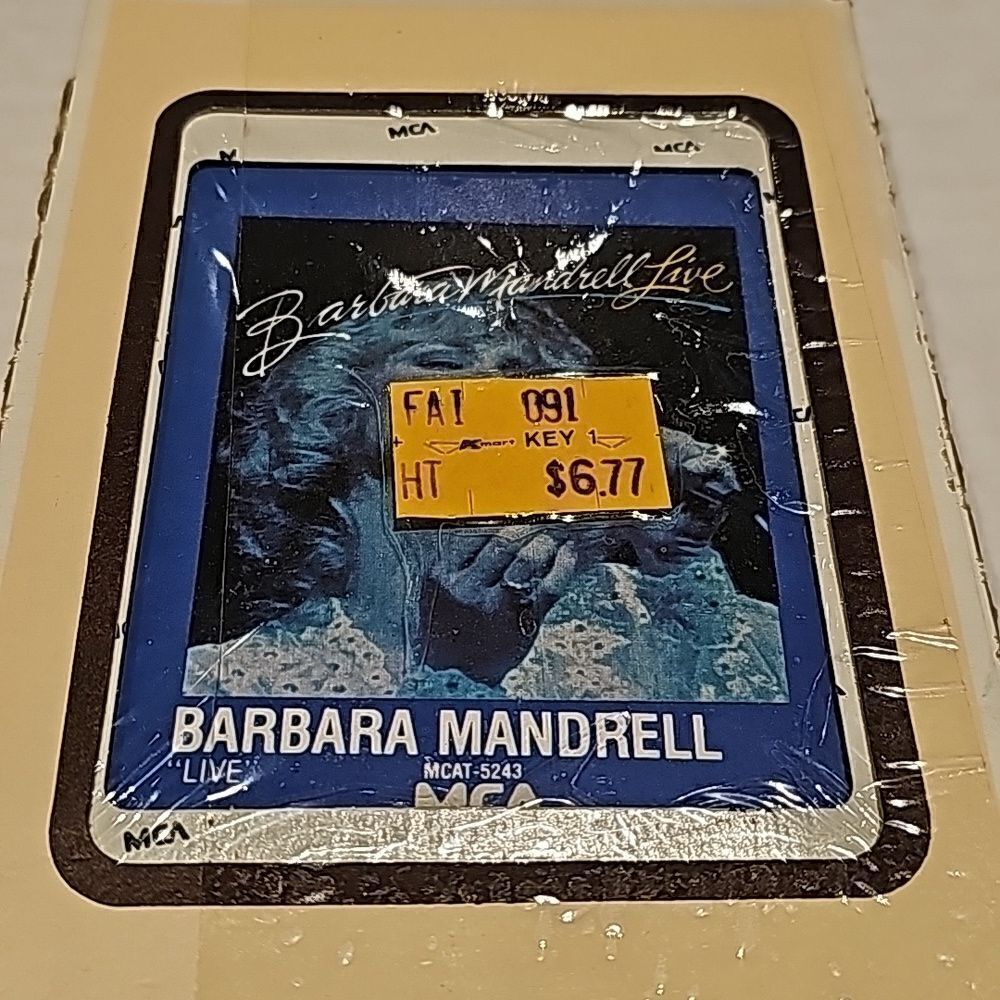 MCA
MCA
Barbara Mandrell Live
FAI 091
Kmart KEY 1
HT $6.77
BARBARA MANDRELL
"LIVE"
MCAT-5243
MCA
MCA